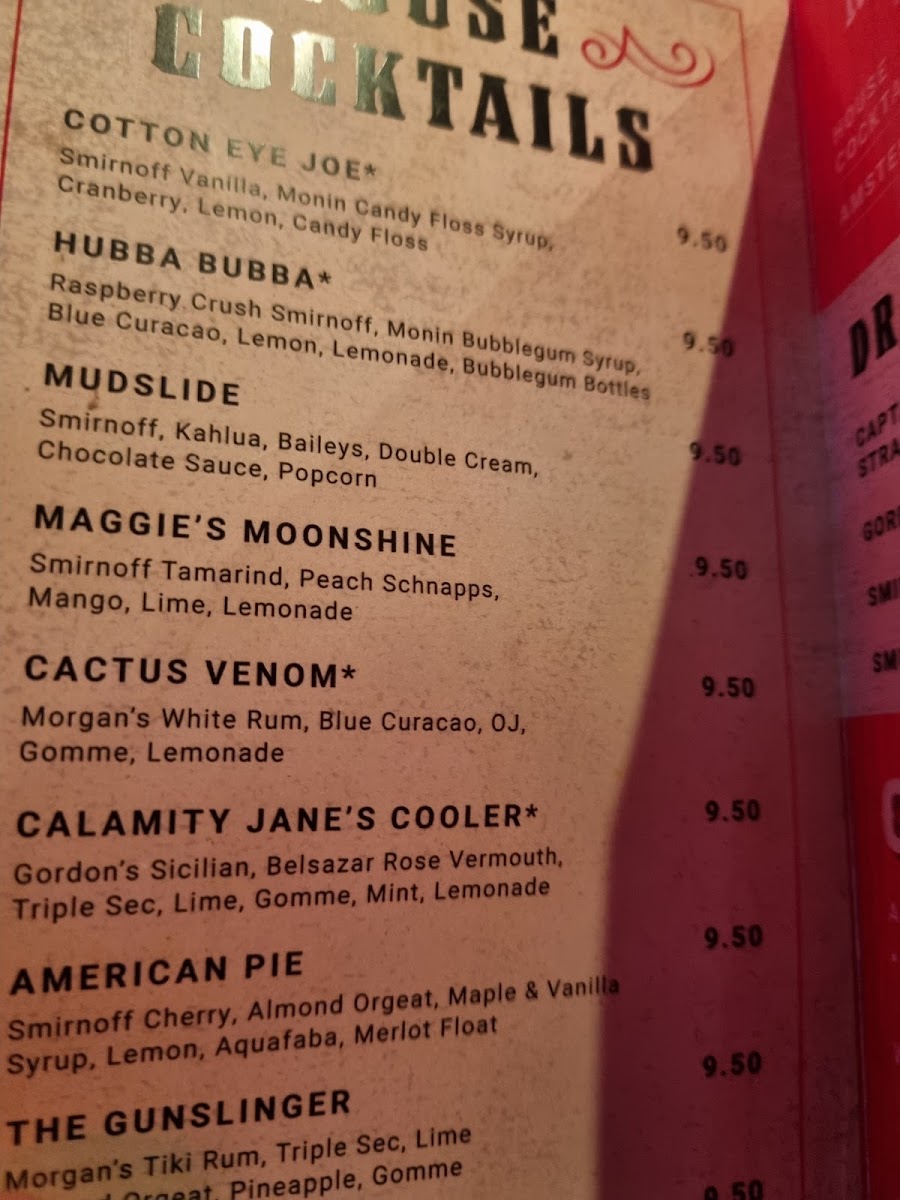 COCKTAILS
COTTON EYE JOE*
Smirnoff Vanilla, Monin Candy Floss Syrup,
Cranberry, Lemon, Candy Floss
9.50
HUBBA BUBBA*
Raspberry Crush Smirnoff, Monin Bubblegum Syrup,
Blue Curacao, Lemon, Lemonade, Bubblegum Bottles
9.50
MUDSLIDE
Smirnoff, Kahlua, Baileys, Double Cream,
Chocolate Sauce, Popcorn
9.50
MAGGIE'S MOONSHINE
Smirnoff Tamarind, Peach Schnapps,
Mango, Lime, Lemonade
9.50
CACTUS VENOM*
Morgan's White Rum, Blue Curacao, OJ,
Gomme, Lemonade
9.50
CALAMITY JANE'S COOLER*
Gordon's Sicilian, Belsazar Rose Vermouth,
Triple Sec, Lime, Gomme, Mint, Lemonade
9.50
AMERICAN PIE
Smirnoff Cherry, Almond Orgeat, Maple & Vanilla
Syrup, Lemon, Aquafaba, Merlot Float
9.50
THE GUNSLINGER
Morgan's Tiki Rum, Triple Sec, Lime
Orgeat, Pineapple, Gomme
9.50
9.50
HOUSE